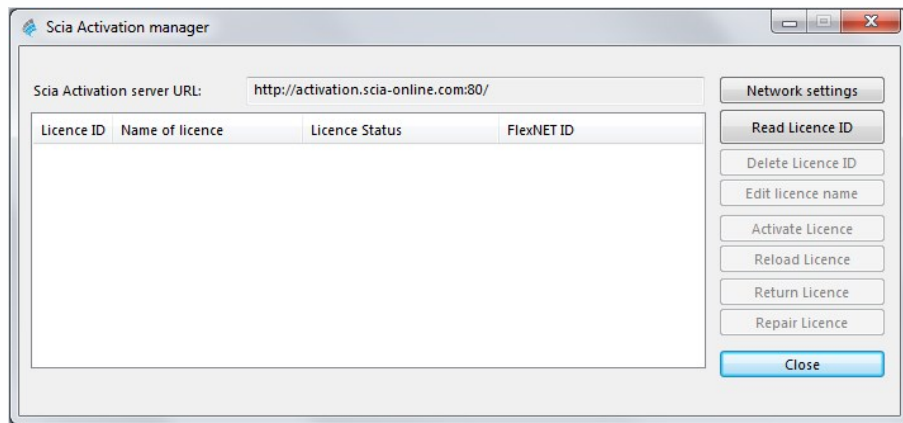 Scia Activation manager
Scia Activation server URL: http://activation.scia-online.com:80/ Network settings
Licence ID Name of licence Licence Status FlexNET ID Read Licence ID
Delete Licence ID
Edit licence name
Activate Licence
Reload Licence
Return Licence
Repair Licence
Close